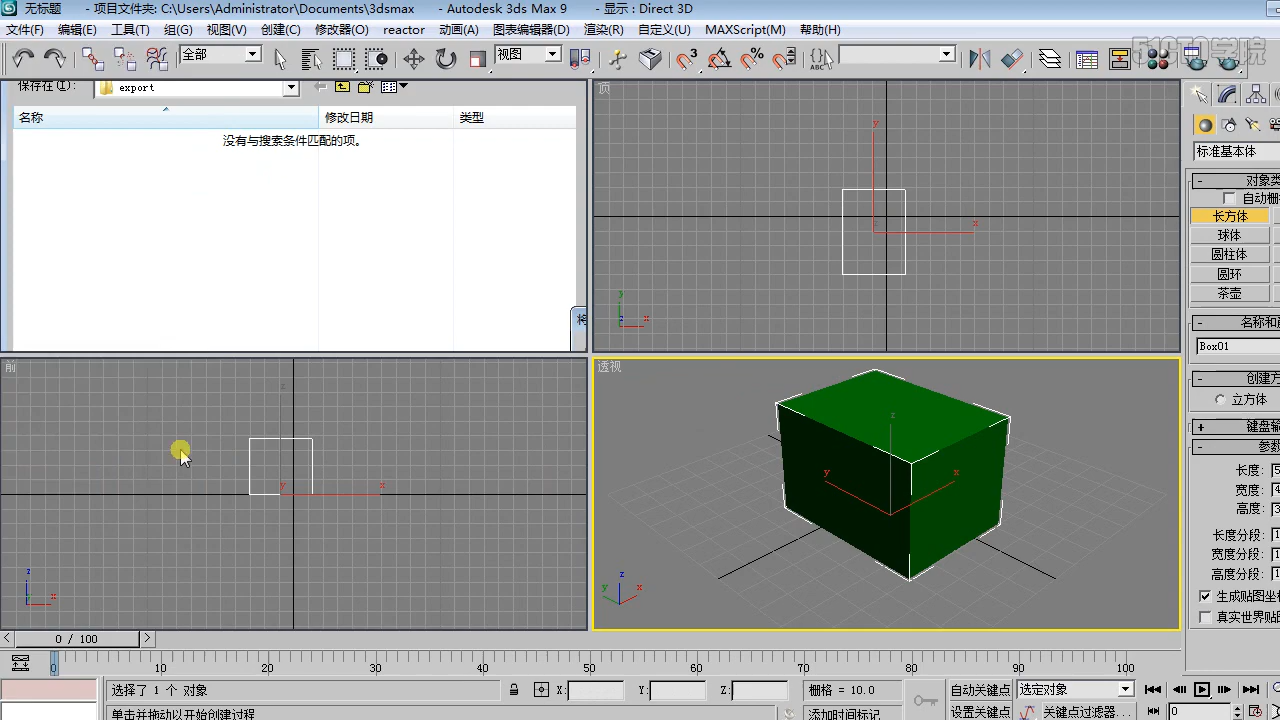 无标题 - 项目文件夹: C:\Users\Administrator\Documents\3dsmax - Autodesk 3ds Max 9 - 显示 : Direct 3D
文件(F) 编辑(E) 工具(T) 组(G) 视图(V) 创建(C) 修改器(O) reactor 动画(A) 图表编辑器(D) 渲染(R) 自定义(U) MAXScript(M) 帮助(H)
全部 视图 3 % ABC
51CTO学院
保存在(I): export
名称 修改日期 类型
没有与搜索条件匹配的项。
将
顶
y
x
y
z
x
前
z
y
x
z
y
x
透视
z
y
x
z
y
x
标准基本体
- 对象类
自动栅
长方体
球体
圆柱体
圆环
茶壶
- 名称和
Box01
- 创建方
立方体
+ 键盘
- 参数
长度: 5
宽度: 4
高度: 3
长度分段: 1
宽度分段: 1
高度分段: 1
生成贴图坐
真实世界贴
< 0 / 100 >
0 10 20 30 40 50 60 70 80 90 100
选择了 1 个 对象 X: Y: Z: 栅格 = 10.0 自动关键点 选定对象
单击并拖动以开始创建过程 添加时间标记 设置关键点 关键点过滤器... 0